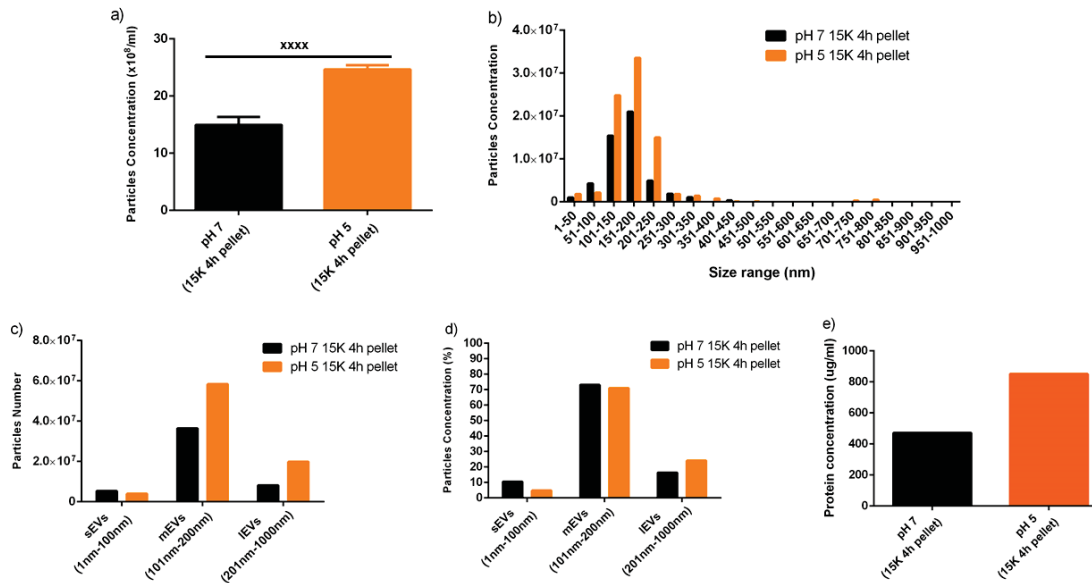 a)
Particles Concentration (x10⁸/ml)
30
20
10
0
xxxx
pH 7
(15K 4h pellet)
pH 5
(15K 4h pellet)
b)
Particles Concentration
4.0×10⁷
3.0×10⁷
2.0×10⁷
1.0×10⁷
0
pH 7 15K 4h pellet
pH 5 15K 4h pellet
1-50
51-100
101-150
151-200
201-250
251-300
301-350
351-400
401-450
451-500
501-550
551-600
601-650
651-700
701-750
751-800
801-850
851-900
901-950
951-1000
Size range (nm)
c)
Particles Number
8.0×10⁷
6.0×10⁷
4.0×10⁷
2.0×10⁷
0
pH 7 15K 4h pellet
pH 5 15K 4h pellet
sEVs
(1nm-100nm)
mEVs
(101nm-200nm)
lEVs
(201nm-1000nm)
d)
Particles Concentration (%)
100
90
80
70
60
50
40
30
20
10
0
pH 7 15K 4h pellet
pH 5 15K 4h pellet
sEVs
(1nm-100nm)
mEVs
(101nm-200nm)
lEVs
(201nm-1000nm)
e)
Protein concentration (ug/ml)
1000
800
600
400
200
0
pH 7
(15K 4h pellet)
pH 5
(15K 4h pellet)